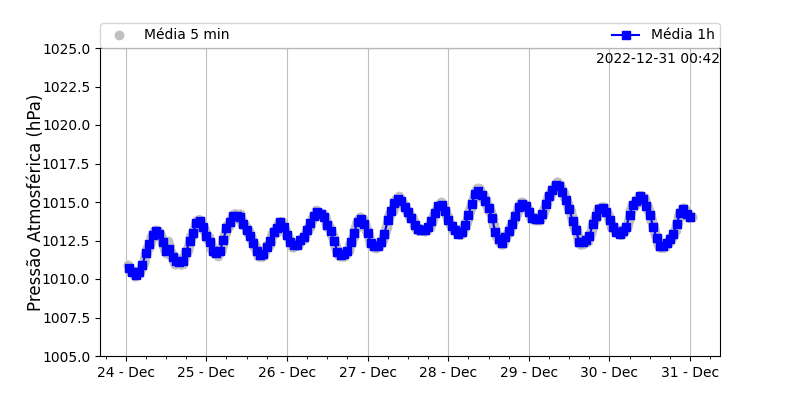 Média 5 min
Média 1h
2022-12-31 00:42
Pressão Atmosférica (hPa)
1025.0
1022.5
1020.0
1017.5
1015.0
1012.5
1010.0
1007.5
1005.0
24 - Dec
25 - Dec
26 - Dec
27 - Dec
28 - Dec
29 - Dec
30 - Dec
31 - Dec